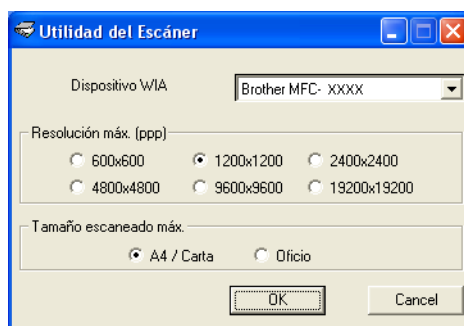 Utilidad del Escáner
Dispositivo WIA Brother MFC- XXXX
Resolución máx. (ppp)
600x600 1200x1200 2400x2400
4800x4800 9600x9600 19200x19200
Tamaño escaneado máx.
A4 / Carta Oficio
OK Cancel